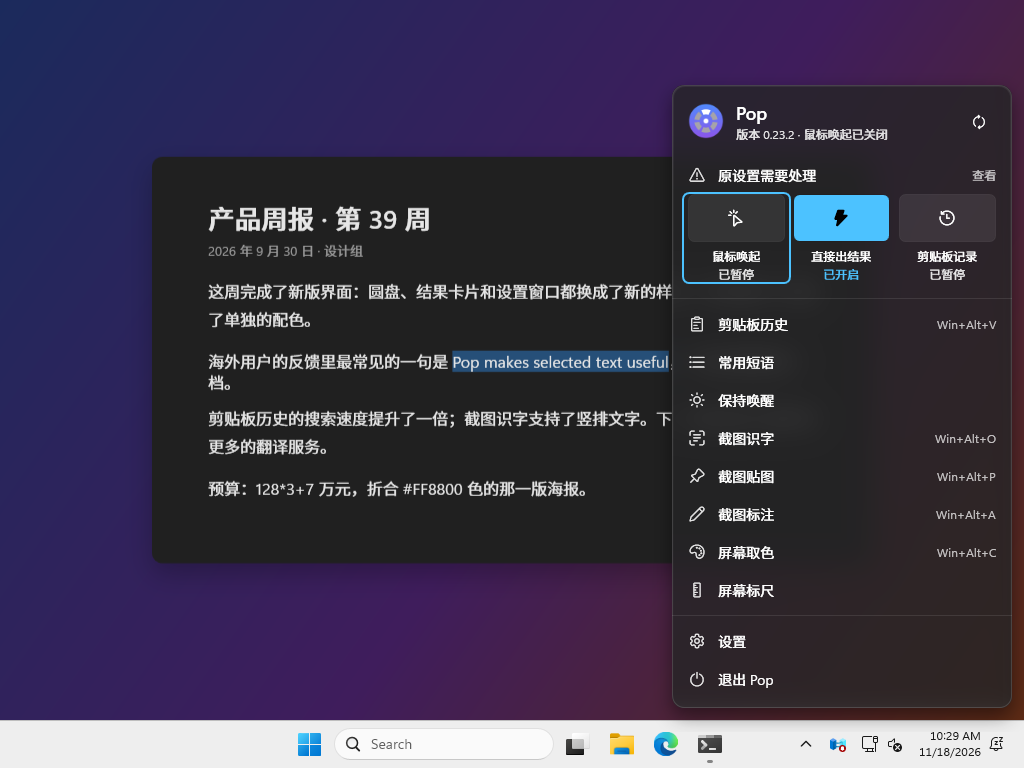 Pop
版本 0.23.2 · 鼠标唤起已关闭
原设置需要处理
查看
鼠标唤起
已暂停
直接出结果
已开启
剪贴板记录
已暂停
剪贴板历史 Win+Alt+V
常用短语
保持唤醒
截图识字 Win+Alt+O
截图贴图 Win+Alt+P
截图标注 Win+Alt+A
屏幕取色 Win+Alt+C
屏幕标尺
设置
退出 Pop
产品周报 · 第 39 周
2026 年 9 月 30 日 · 设计组
这周完成了新版界面：圆盘、结果卡片和设置窗口都换成了新的样
了单独的配色。
海外用户的反馈里最常见的一句是 Pop makes selected text useful
档。
剪贴板历史的搜索速度提升了一倍；截图识字支持了竖排文字。下
更多的翻译服务。
预算：128*3+7 万元，折合 #FF8800 色的那一版海报。
Search
10:29 AM
11/18/2026